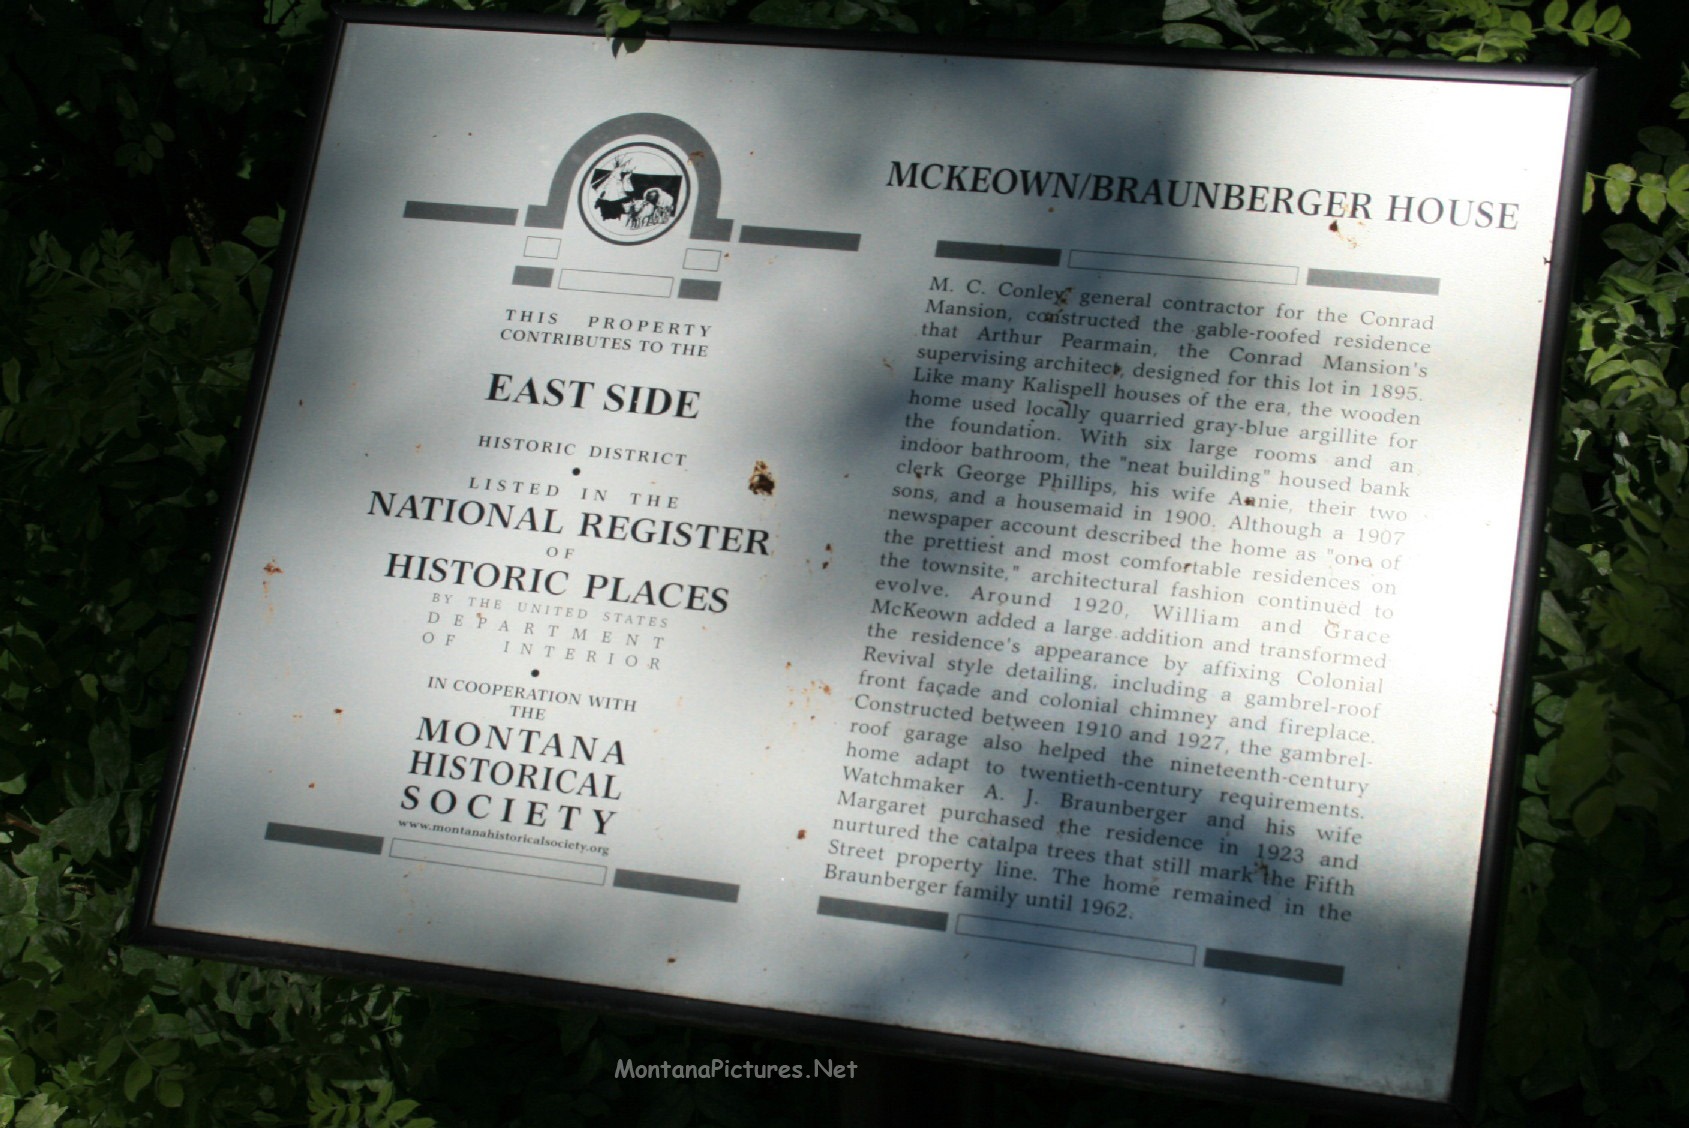 THIS PROPERTY
CONTRIBUTES TO THE
EAST SIDE
HISTORIC DISTRICT
•
LISTED IN THE
NATIONAL REGISTER
OF
HISTORIC PLACES
BY THE UNITED STATES
DEPARTMENT
OF INTERIOR
•
IN COOPERATION WITH
THE
MONTANA
HISTORICAL
SOCIETY
www.montanahistoricalsociety.org
MCKEOWN/BRAUNBERGER HOUSE
M. C. Conley, general contractor for the Conrad
Mansion, constructed the gable-roofed residence
that Arthur Pearmain, the Conrad Mansion's
supervising architect, designed for this lot in 1895.
Like many Kalispell houses of the era, the wooden
home used locally quarried gray-blue argillite for
the foundation. With six large rooms and an
indoor bathroom, the "neat building" housed bank
clerk George Phillips, his wife Annie, their two
sons, and a housemaid in 1900. Although a 1907
newspaper account described the home as "one of
the prettiest and most comfortable residences on
the townsite," architectural fashion continued to
evolve. Around 1920, William and Grace
McKeown added a large addition and transformed
the residence's appearance by affixing Colonial
Revival style detailing, including a gambrel-roof
front façade and colonial chimney and fireplace.
Constructed between 1910 and 1927, the gambrel-
roof garage also helped the nineteenth-century
home adapt to twentieth-century requirements.
Watchmaker A. J. Braunberger and his wife
Margaret purchased the residence in 1923 and
nurtured the catalpa trees that still mark the Fifth
Street property line. The home remained in the
Braunberger family until 1962.
MontanaPictures.Net